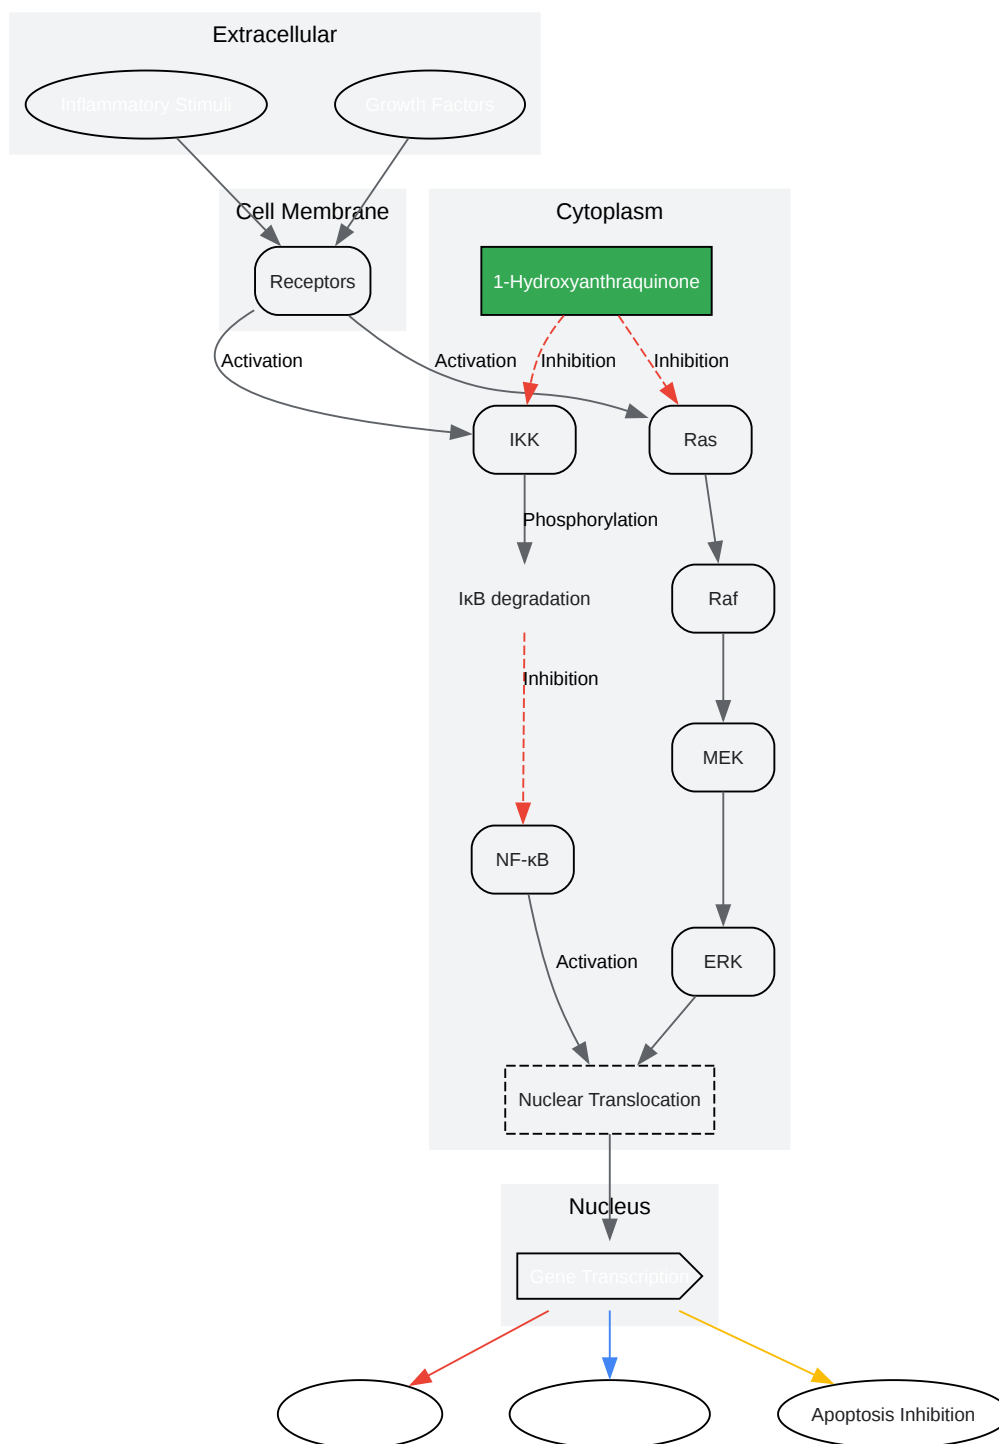 Extracellular
Inflammatory Stimuli
Growth Factors
Cell Membrane
Cytoplasm
Receptors
1-Hydroxyanthraquinone
Activation
Activation
Inhibition
Inhibition
IKK
Ras
Phosphorylation
IκB degradation
Raf
Inhibition
MEK
NF-κB
Activation
ERK
Nuclear Translocation
Nucleus
Gene Transcription
Apoptosis Inhibition